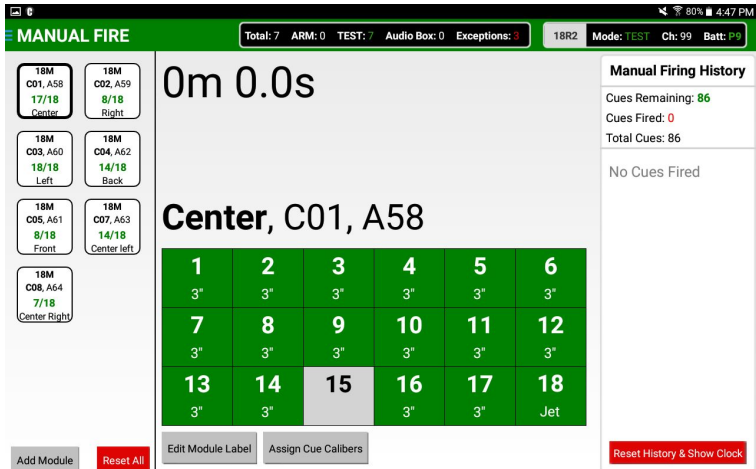 80% 4:47 PM
MANUAL FIRE
Total: 7 ARM: 0 TEST: 7 Audio Box: 0 Exceptions: 3
18R2 Mode: TEST Ch: 99 Batt: P9
18M
C01, A58
17/18
Center
18M
C02, A59
8/18
Right
18M
C03, A60
18/18
Left
18M
C04, A62
14/18
Back
18M
C05, A61
8/18
Front
18M
C07, A63
14/18
Center left
18M
C08, A64
7/18
Center Right
Add Module Reset All
0m 0.0s
Center, C01, A58
1 2 3 4 5 6
3" 3" 3" 3" 3" 3"
7 8 9 10 11 12
3" 3" 3" 3" 3" 3"
13 14 15 16 17 18
3" 3" 3" 3" Jet
Edit Module Label Assign Cue Calibers
Manual Firing History
Cues Remaining: 86
Cues Fired: 0
Total Cues: 86
No Cues Fired
Reset History & Show Clock